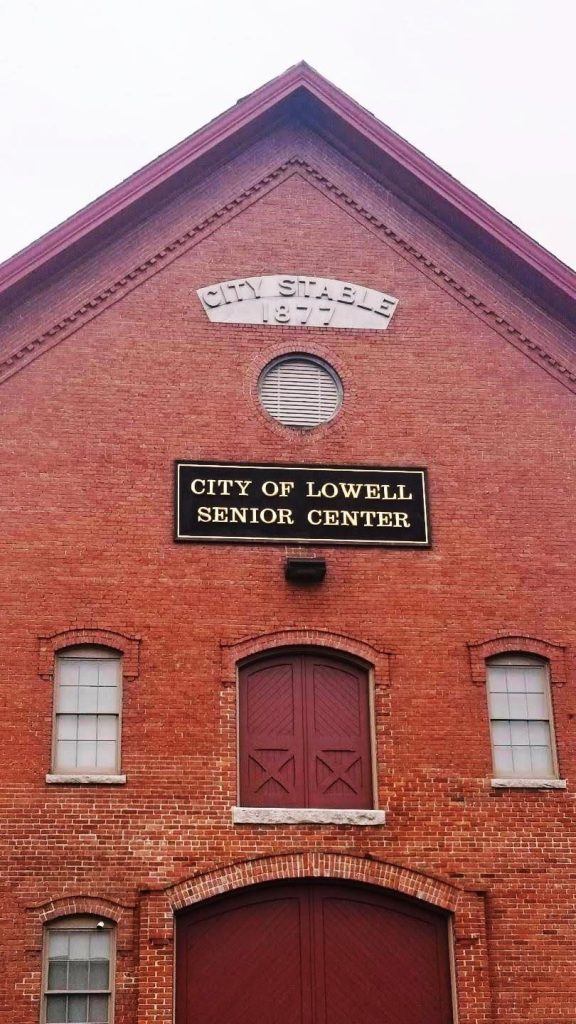 CITY STABLE
1877
CITY OF LOWELL
SENIOR CENTER